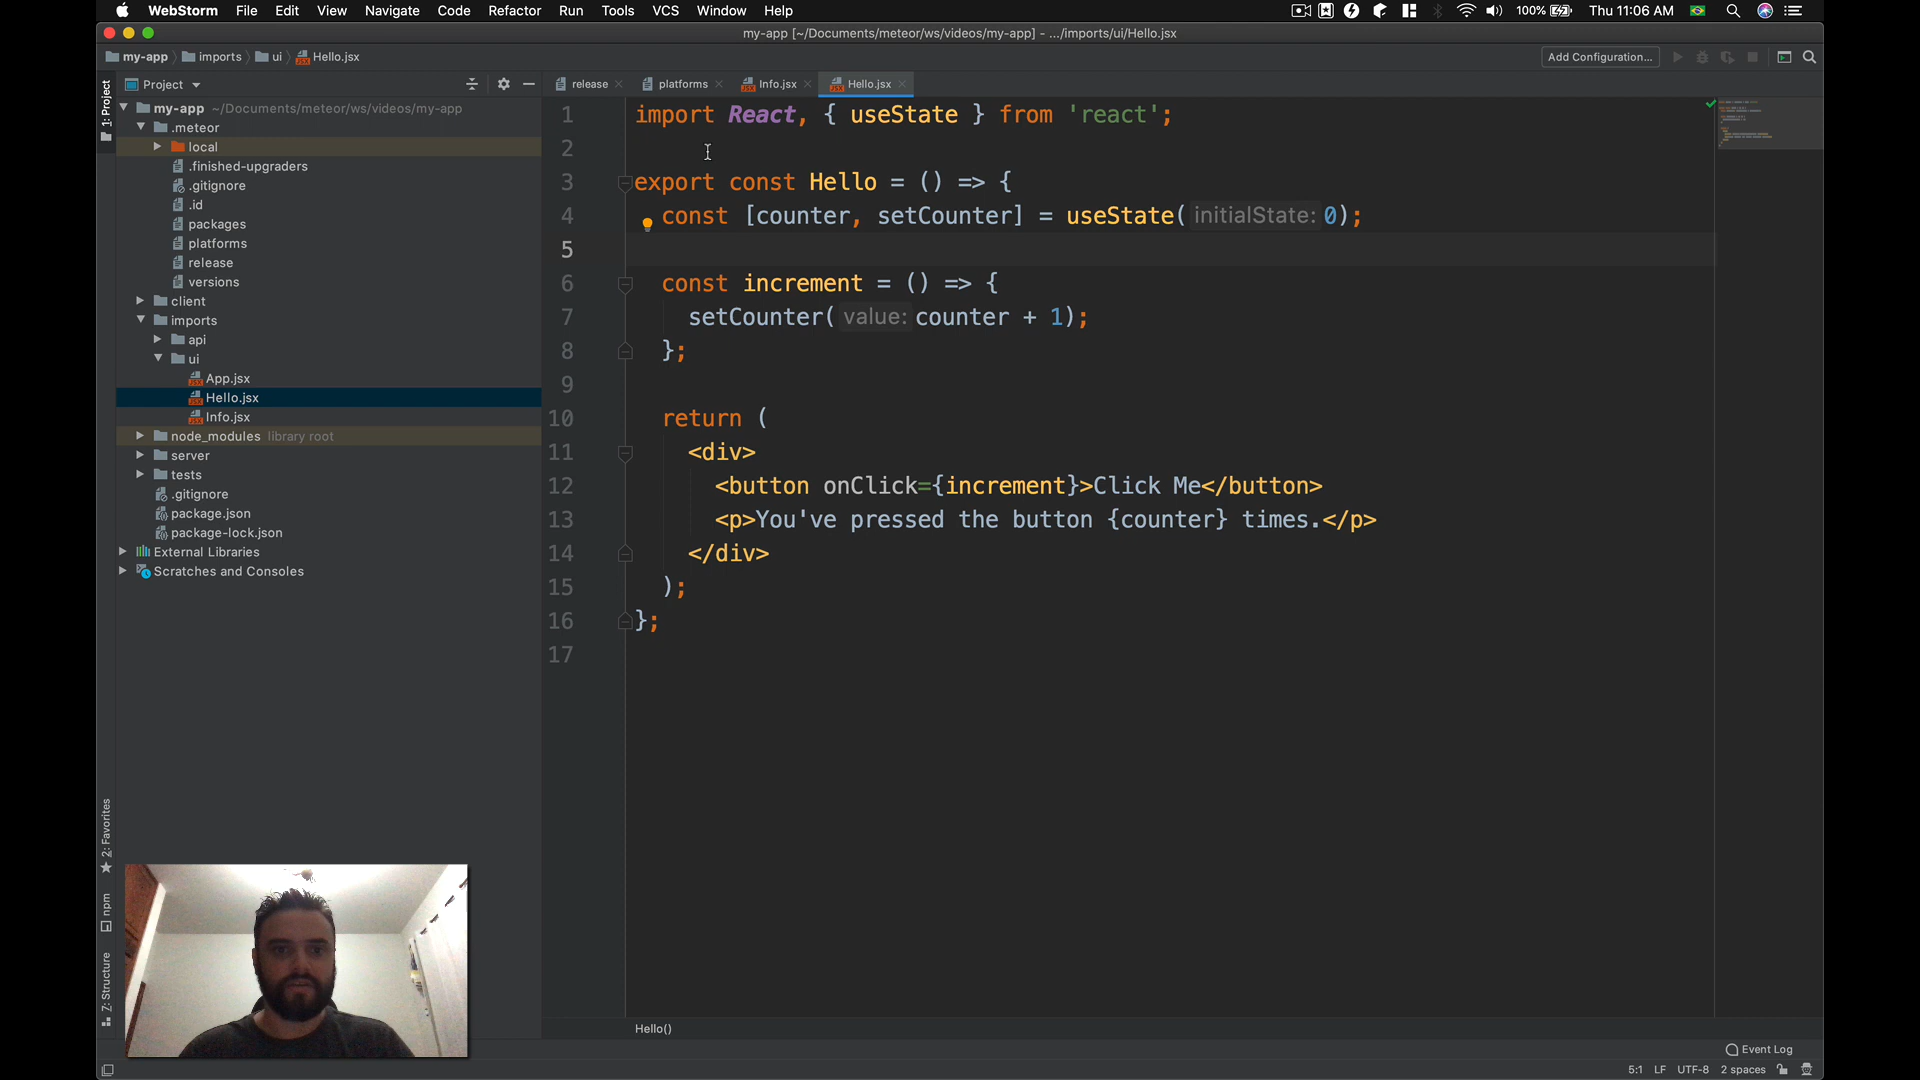 WebStorm File Edit View Navigate Code Refactor Run Tools VCS Window Help 100% Thu 11:06 AM
my-app [~/Documents/meteor/ws/videos/my-app] - .../imports/ui/Hello.jsx
my-app imports ui Hello.jsx Add Configuration...
Project release platforms Info.jsx Hello.jsx
1: Project
my-app ~/Documents/meteor/ws/videos/my-app
.meteor
local
.finished-upgraders
.gitignore
.id
packages
platforms
release
versions
client
imports
api
ui
App.jsx
Hello.jsx
Info.jsx
node_modules library root
server
tests
.gitignore
package.json
package-lock.json
External Libraries
Scratches and Consoles
2: Favorites
npm
7: Structure
1 import React, { useState } from 'react';
2
3 export const Hello = () => {
4 const [counter, setCounter] = useState( initialState: 0);
5
6 const increment = () => {
7 setCounter( value: counter + 1);
8 };
9
10 return (
11 <div>
12 <button onClick={increment}>Click Me</button>
13 <p>You've pressed the button {counter} times.</p>
14 </div>
15 );
16 };
17
Hello()
Event Log
5:1 LF UTF-8 2 spaces